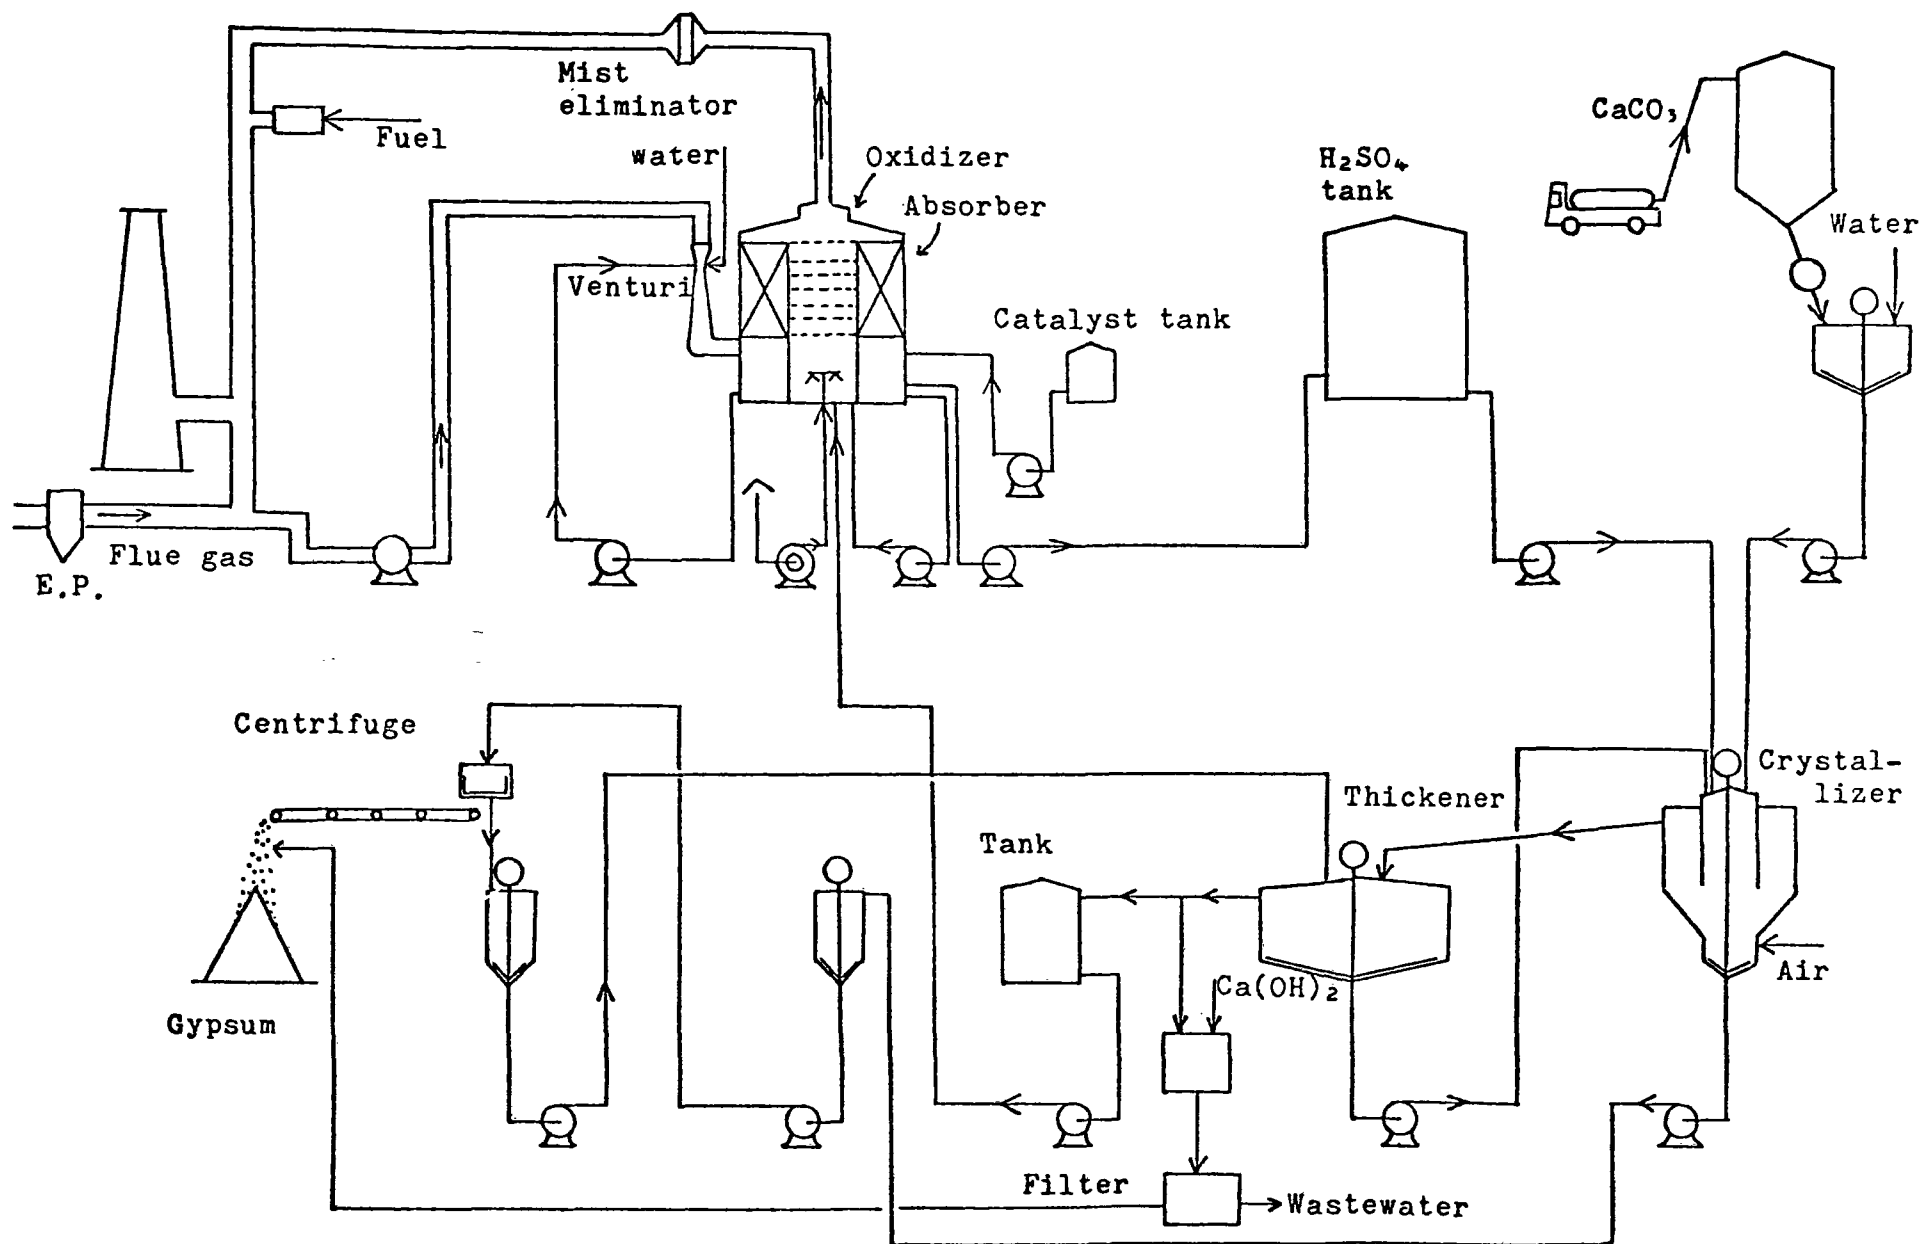 Mist
eliminator
Fuel
water
Oxidizer
Absorber
Venturi
Catalyst tank
H₂SO₄
tank
CaCO₃
Water
Flue gas
E.P.
Centrifuge
Gypsum
Tank
Thickener
Crystal-
lizer
Air
Ca(OH)₂
Filter
Wastewater